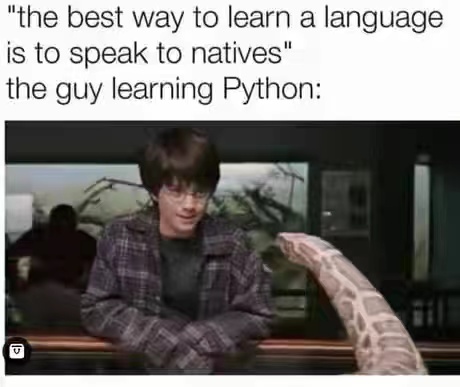 "the best way to learn a language
is to speak to natives"
the guy learning Python: